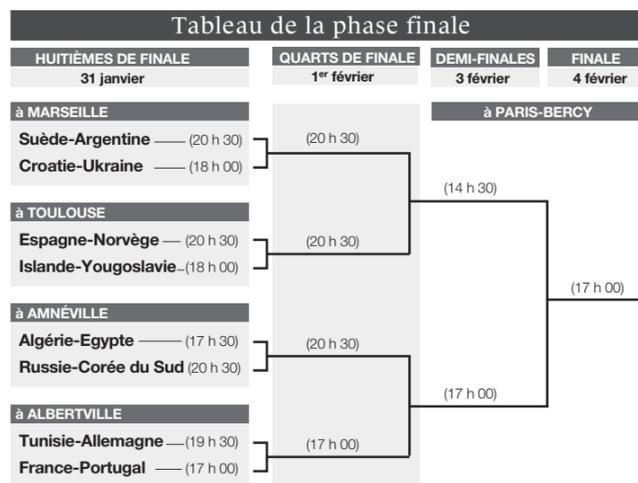 Tableau de la phase finale
HUITIÈMES DE FINALE
31 janvier
QUARTS DE FINALE
1er février
DEMI-FINALES
3 février
FINALE
4 février
à MARSEILLE
Suède-Argentine (20 h 30)
Croatie-Ukraine (18 h 00)
(20 h 30)
à TOULOUSE
Espagne-Norvège (20 h 30)
Islande-Yougoslavie (18 h 00)
(20 h 30)
à AMNÉVILLE
Algérie-Egypte (17 h 30)
Russie-Corée du Sud (20 h 30)
(20 h 30)
à ALBERTVILLE
Tunisie-Allemagne (19 h 30)
France-Portugal (17 h 00)
(17 h 00)
à PARIS-BERCY
(14 h 30)
(17 h 00)
(17 h 00)